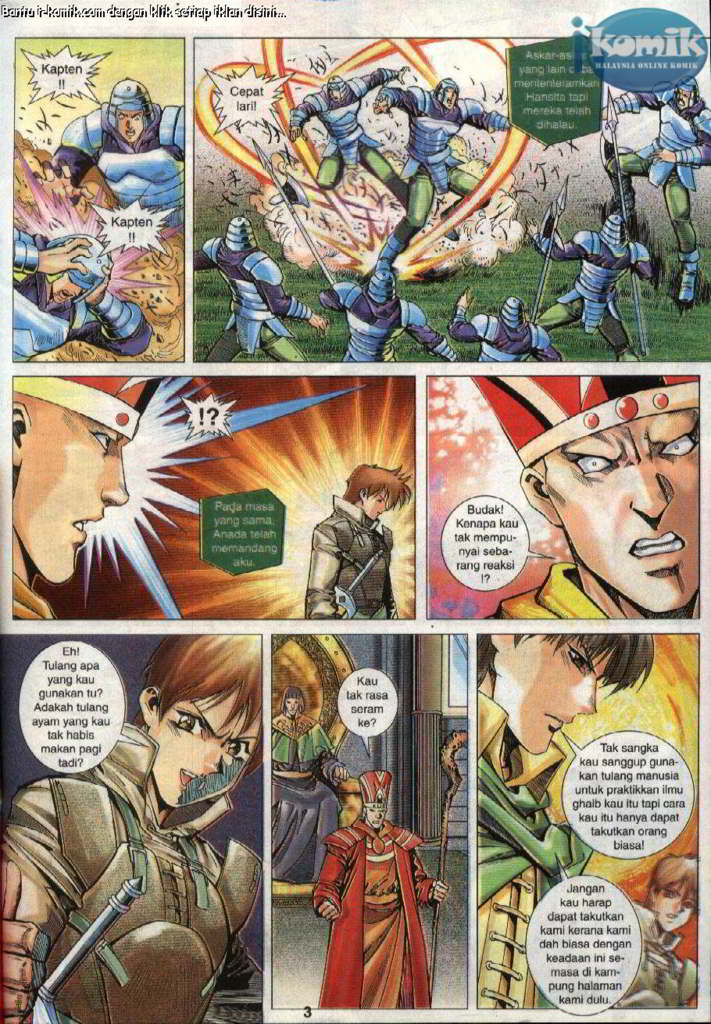 Bantu i-komik.com dengan klik setiap iklan disini...
ikomik
MALAYSIA ONLINE KOMIK
Kapten
!!
Kapten
!!
Cepat
lari!
yang lain
mententeramkan
Hansita tapi
mereka telah
dihalau.
!?
Pada masa
yang sama,
Anada telah
memandang
aku.
Budak!
Kenapa kau
tak mempu-
nyai seba-
rang reaksi
!?
Eh!
Tulang apa
yang kau
gunakan tu?
Adakah tulang
ayam yang kau
tak habis
makan pagi
tadi?
Kau
tak rasa
seram
ke?
Tak sangka
kau sanggup guna-
kan tulang manusia
untuk praktikkan ilmu
ghaib kau itu tapi cara
kau itu hanya dapat
takutkan orang
biasa!
Jangan
kau harap
dapat takutkan
kami kerana kami
dah biasa dengan
keadaan ini se-
masa di kam-
pung halaman
kami dulu.
3